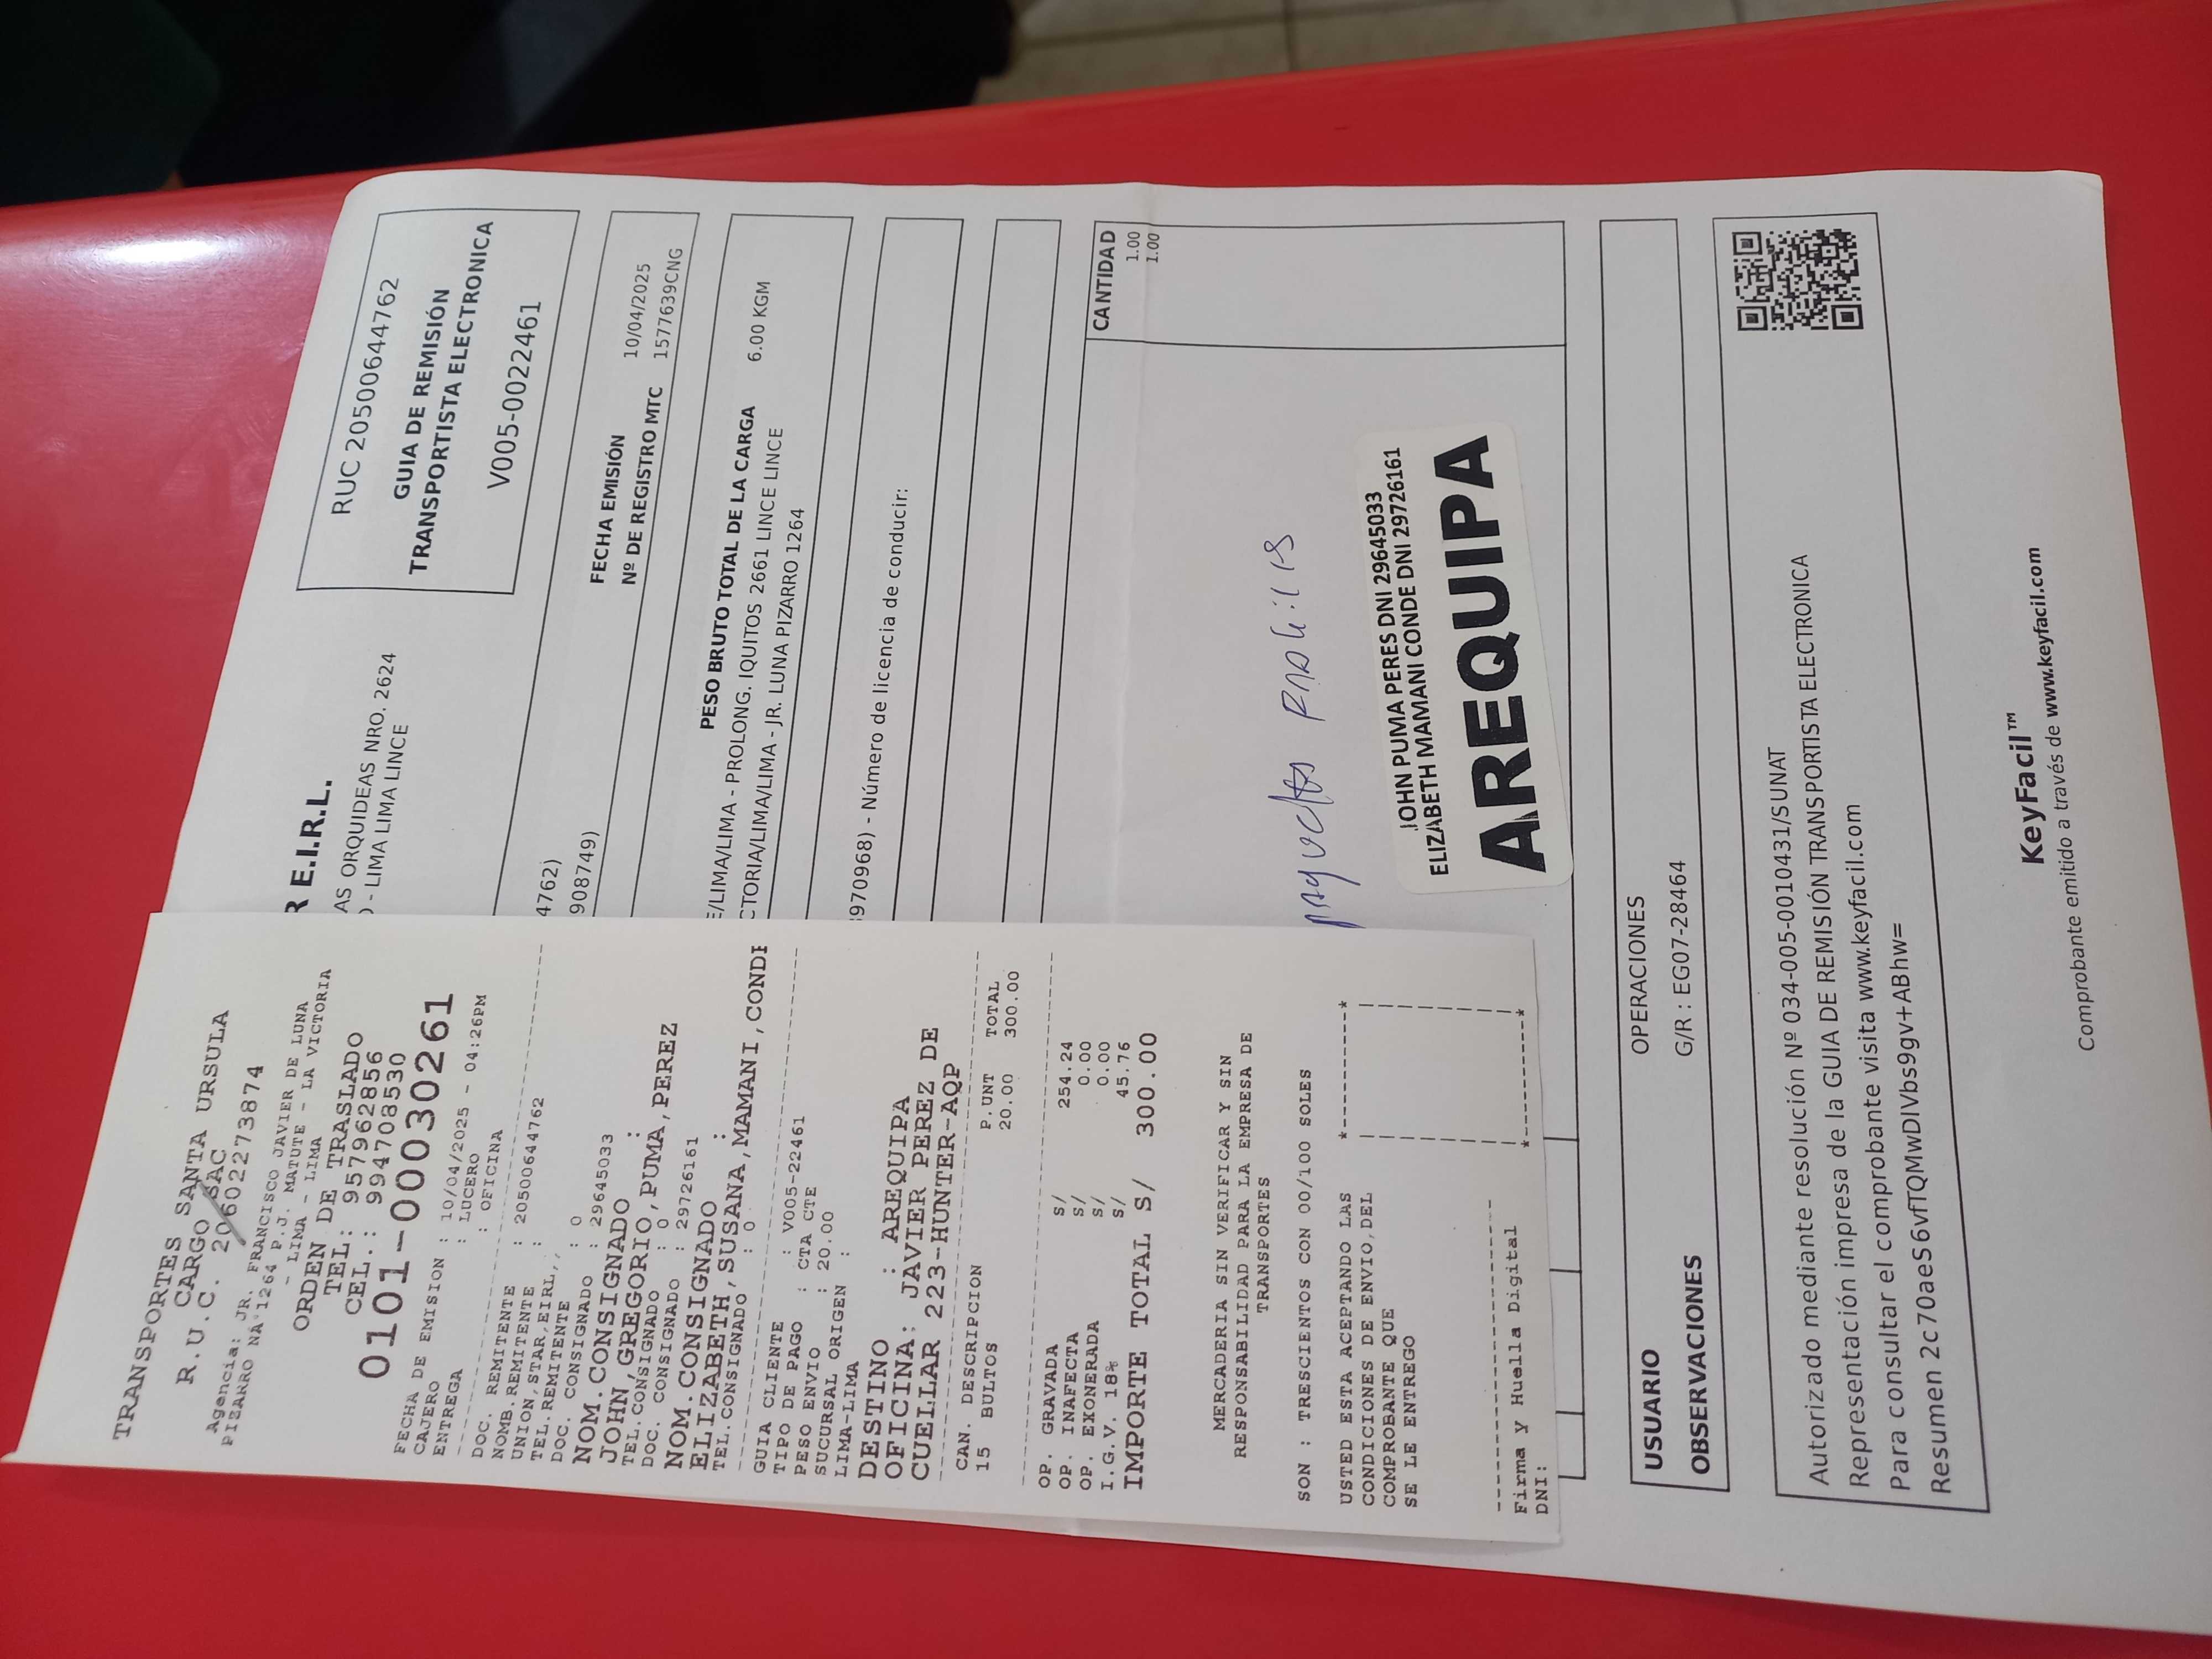 TRANSPORTES SANTA URSULA
CARGO SAC
R.U.C. 20602273874
Agencia: JR. FRANCISCO JAVIER DE LUNA
PIZARRO NA°1264 P.J. MATUTE - LA VICTORIA
- LIMA - LIMA
ORDEN DE TRASLADO
TEL: 957962856
CEL.: 994708530
0101-00030261
FECHA DE EMISION : 10/04/2025 - 04:26PM
CAJERO : LUCERO
ENTREGA : OFICINA
DOC. REMITENTE : 20500644762
NOMB.REMITENTE :
UNION,STAR,EIRL,,
TEL.REMITENTE : 0
DOC. CONSIGNADO : 29645033
NOM.CONSIGNADO :
JOHN,GREGORIO,PUMA,PEREZ
TEL.CONSIGNADO : 0
DOC. CONSIGNADO : 29726161
NOM.CONSIGNADO :
ELIZABETH,SUSANA,MAMANI,CONDE
TEL.CONSIGNADO : 0
GUIA CLIENTE : V005-22461
TIPO DE PAGO : CTA CTE
PESO ENVIO : 20.00
SUCURSAL ORIGEN :
LIMA-LIMA
DESTINO : AREQUIPA
OFICINA: JAVIER PEREZ DE
CUELLAR 223-HUNTER-AQP
CAN. DESCRIPCION P.UNT TOTAL
15 BULTOS 20.00 300.00
OP. GRAVADA S/ 254.24
OP. INAFECTA S/ 0.00
OP. EXONERADA S/ 0.00
I.G.V. 18% S/ 45.76
IMPORTE TOTAL S/ 300.00
MERCADERIA SIN VERIFICAR Y SIN
RESPONSABILIDAD PARA LA EMPRESA DE
TRANSPORTES
SON : TRESCIENTOS CON 00/100 SOLES
USTED ESTA ACEPTANDO LAS
CONDICIONES DE ENVIO,DEL
COMPROBANTE QUE
SE LE ENTREGO
Firma y Huella Digital
DNI:
R E.I.R.L.
AS ORQUIDEAS NRO. 2624
- LIMA LIMA LINCE
RUC 20500644762
GUIA DE REMISIÓN
TRANSPORTISTA ELECTRONICA
V005-0022461
4762)
908749)
FECHA EMISIÓN 10/04/2025
Nº DE REGISTRO MTC 1577639CNG
PESO BRUTO TOTAL DE LA CARGA 6.00 KGM
E/LIMA/LIMA - PROLONG. IQUITOS 2661 LINCE LINCE
CTORIA/LIMA/LIMA - JR. LUNA PIZARRO 1264
970968) - Número de licencia de conducir:
CANTIDAD
1.00
1.00
JOHN PUMA PERES DNI 29645033
ELIZABETH MAMANI CONDE DNI 29726161
AREQUIPA
USUARIO OPERACIONES
OBSERVACIONES G/R : EG07-28464
Autorizado mediante resolución Nº 034-005-0010431/SUNAT
Representación impresa de la GUIA DE REMISIÓN TRANSPORTISTA ELECTRONICA
Para consultar el comprobante visita www.keyfacil.com
Resumen 2c70aeS6vfTQMwDIVbs9gv+ABhw=
KeyFacil™
Comprobante emitido a través de www.keyfacil.com